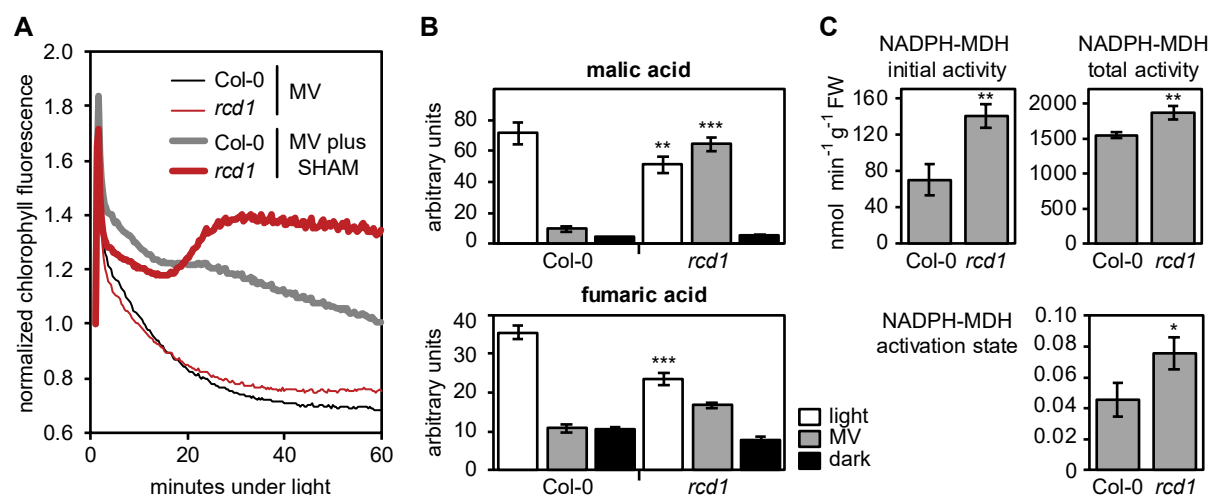 A
normalized chlorophyll fluorescence
2.0
1.8
1.6
1.4
1.2
1.0
0.8
0.6
0
20
40
60
minutes under light
Col-0
rcd1
MV
Col-0
rcd1
MV plus
SHAM
B
malic acid
arbitrary units
80
60
40
20
0
**
***
Col-0
rcd1
fumaric acid
arbitrary units
40
30
20
10
0
***
Col-0
rcd1
light
MV
dark
C
NADPH-MDH
initial activity
nmol min⁻¹g⁻¹ FW
160
120
80
40
0
**
Col-0 rcd1
NADPH-MDH
total activity
2000
1500
1000
500
0
**
Col-0 rcd1
NADPH-MDH
activation state
0.10
0.08
0.06
0.04
0.02
0
*
Col-0 rcd1